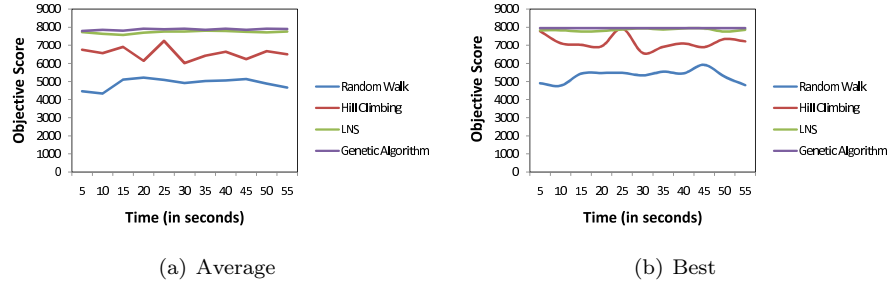 9000
8000
7000
6000
5000
4000
3000
2000
1000
0
Objective Score
5 10 15 20 25 30 35 40 45 50 55
Time (in seconds)
Random Walk
Hill Climbing
LNS
Genetic Algorithm
(a) Average
9000
8000
7000
6000
5000
4000
3000
2000
1000
0
Objective Score
5 10 15 20 25 30 35 40 45 50 55
Time (in seconds)
Random Walk
Hill Climbing
LNS
Genetic Algorithm
(b) Best